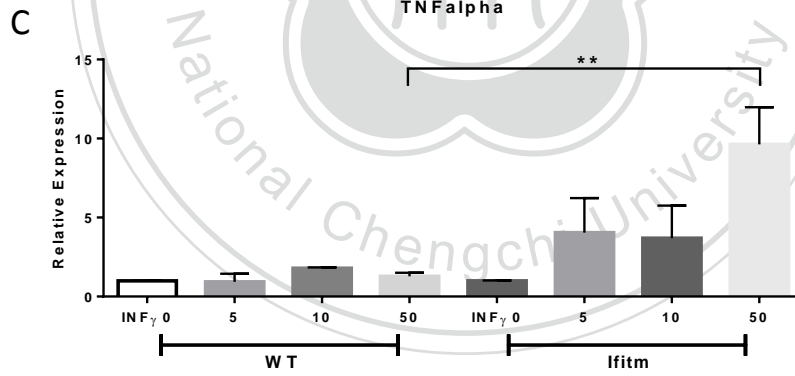 C
TNFalpha
**
15
10
5
0
Relative Expression
INFγ 0 5 10 50 INFγ 0 5 10 50
WT Ifitm
National Chengchi University